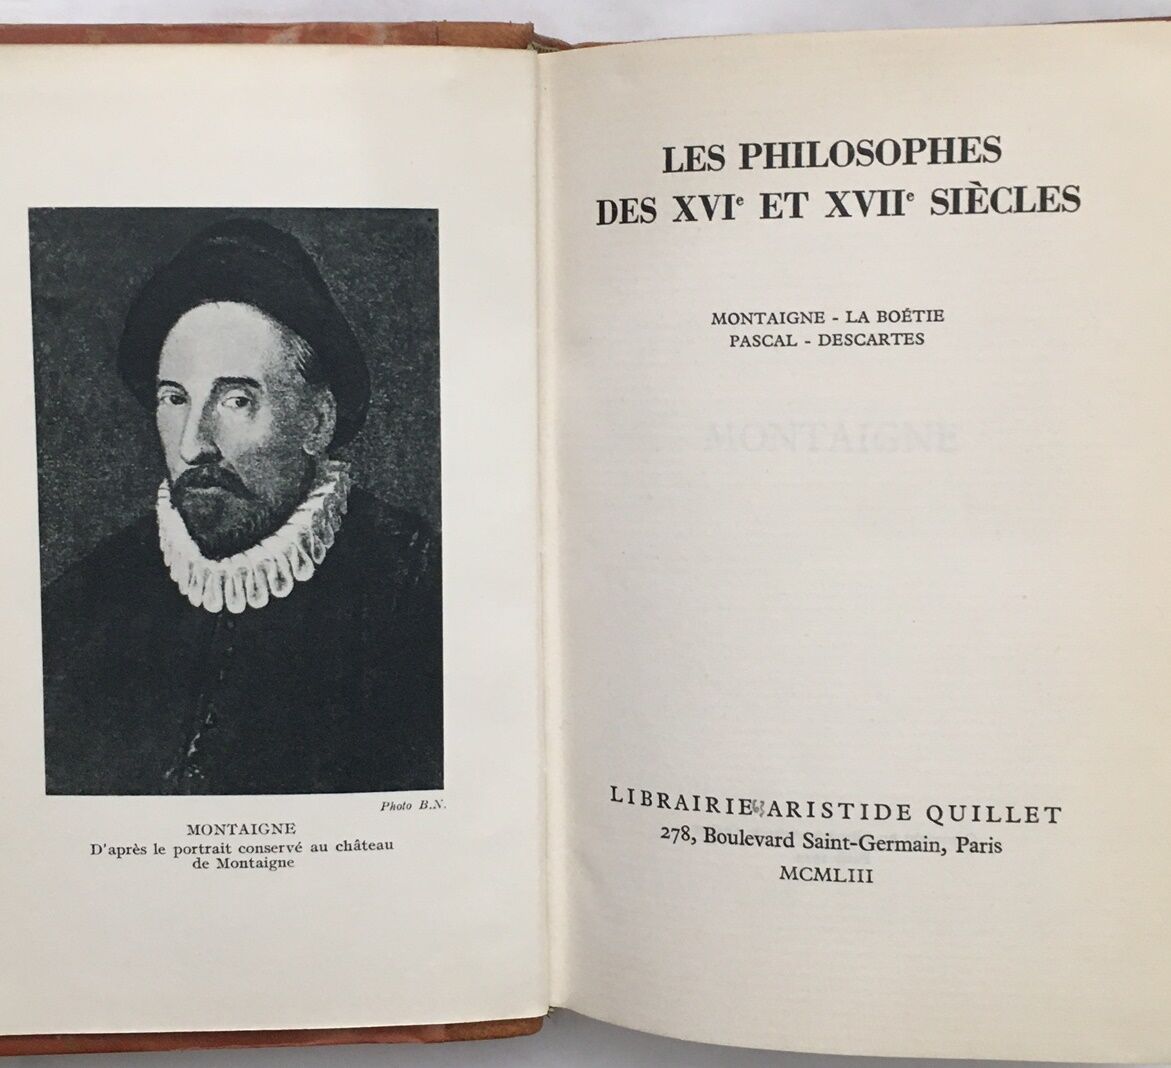 Photo B.N.
MONTAIGNE
D'après le portrait conservé au château
de Montaigne
LES PHILOSOPHES
DES XVIe ET XVIIe SIÈCLES
MONTAIGNE - LA BOÉTIE
PASCAL - DESCARTES
MONTAIGNE
LIBRAIRIE ARISTIDE QUILLET
278, Boulevard Saint-Germain, Paris
MCMLIII